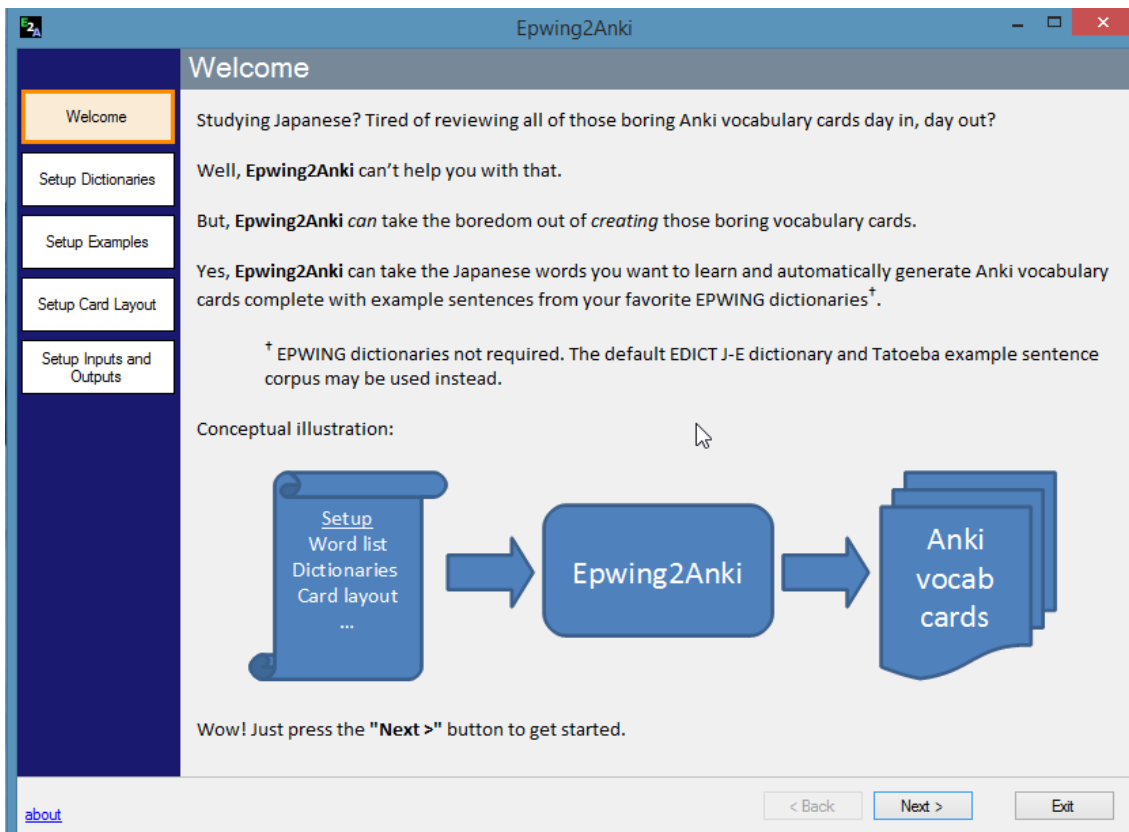 E2A
Epwing2Anki
Welcome
Welcome
Setup Dictionaries
Setup Examples
Setup Card Layout
Setup Inputs and
Outputs
Studying Japanese? Tired of reviewing all of those boring Anki vocabulary cards day in, day out?
Well, Epwing2Anki can’t help you with that.
But, Epwing2Anki can take the boredom out of creating those boring vocabulary cards.
Yes, Epwing2Anki can take the Japanese words you want to learn and automatically generate Anki vocabulary
cards complete with example sentences from your favorite EPWING dictionaries†.
† EPWING dictionaries not required. The default EDICT J-E dictionary and Tatoeba example sentence
corpus may be used instead.
Conceptual illustration:
Setup
Word list
Dictionaries
Card layout
...
Epwing2Anki
Anki
vocab
cards
Wow! Just press the "Next >" button to get started.
about
< Back
Next >
Exit